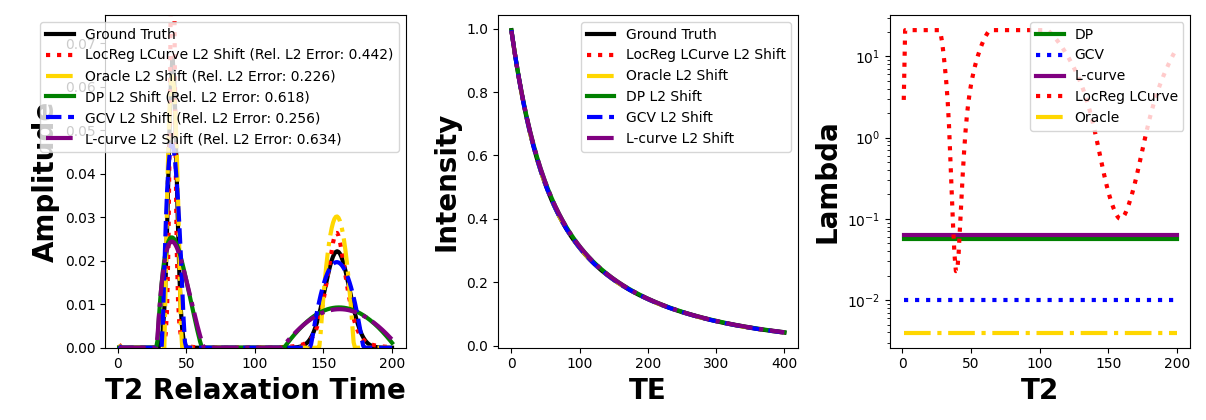 Amplitude
0.07
0.06
0.05
0.04
0.03
0.02
0.01
0.00
Ground Truth
LocReg LCurve L2 Shift (Rel. L2 Error: 0.442)
Oracle L2 Shift (Rel. L2 Error: 0.226)
DP L2 Shift (Rel. L2 Error: 0.618)
GCV L2 Shift (Rel. L2 Error: 0.256)
L-curve L2 Shift (Rel. L2 Error: 0.634)
0 50 100 150 200
T2 Relaxation Time
Intensity
1.0
0.8
0.6
0.4
0.2
0.0
Ground Truth
LocReg LCurve L2 Shift
Oracle L2 Shift
DP L2 Shift
GCV L2 Shift
L-curve L2 Shift
0 100 200 300 400
TE
Lambda
10¹
10⁰
10⁻¹
10⁻²
DP
GCV
L-curve
LocReg LCurve
Oracle
0 50 100 150 200
T2